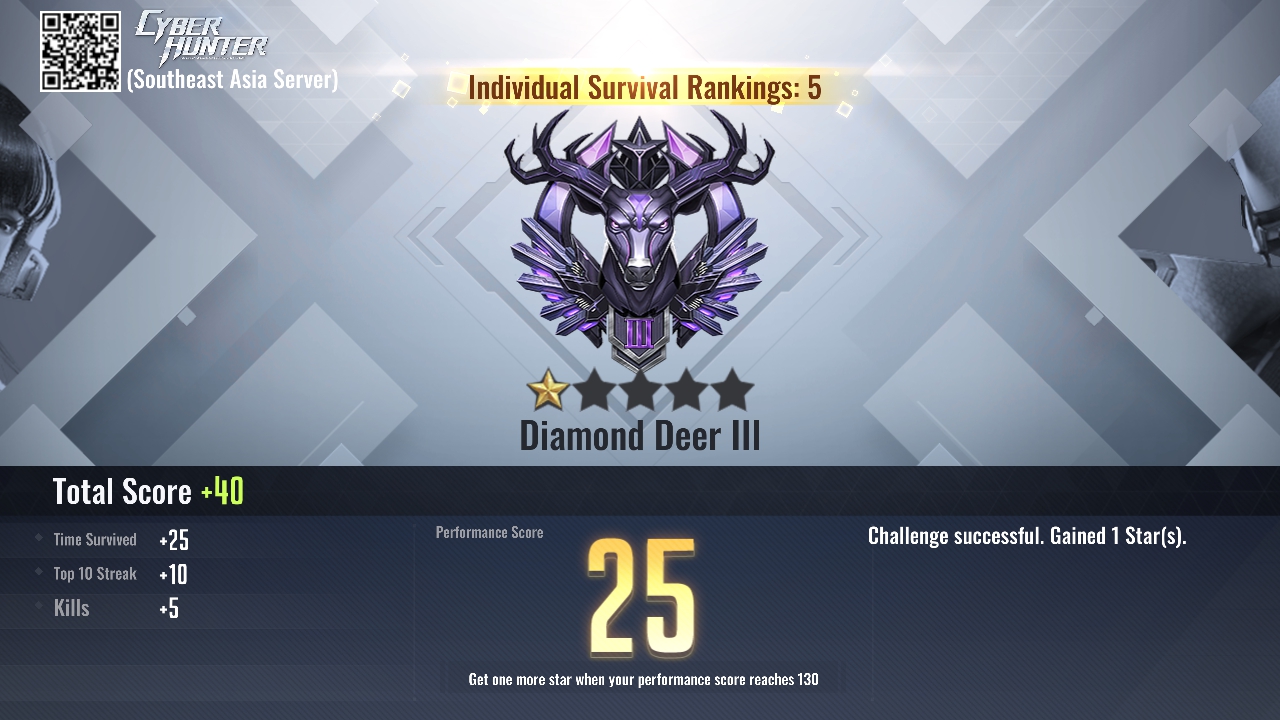 CYBER
HUNTER
(Southeast Asia Server)
Individual Survival Rankings: 5
III
Diamond Deer III
Total Score +40
Time Survived +25
Top 10 Streak +10
Kills +5
Performance Score
25
Get one more star when your performance score reaches 130
Challenge successful. Gained 1 Star(s).